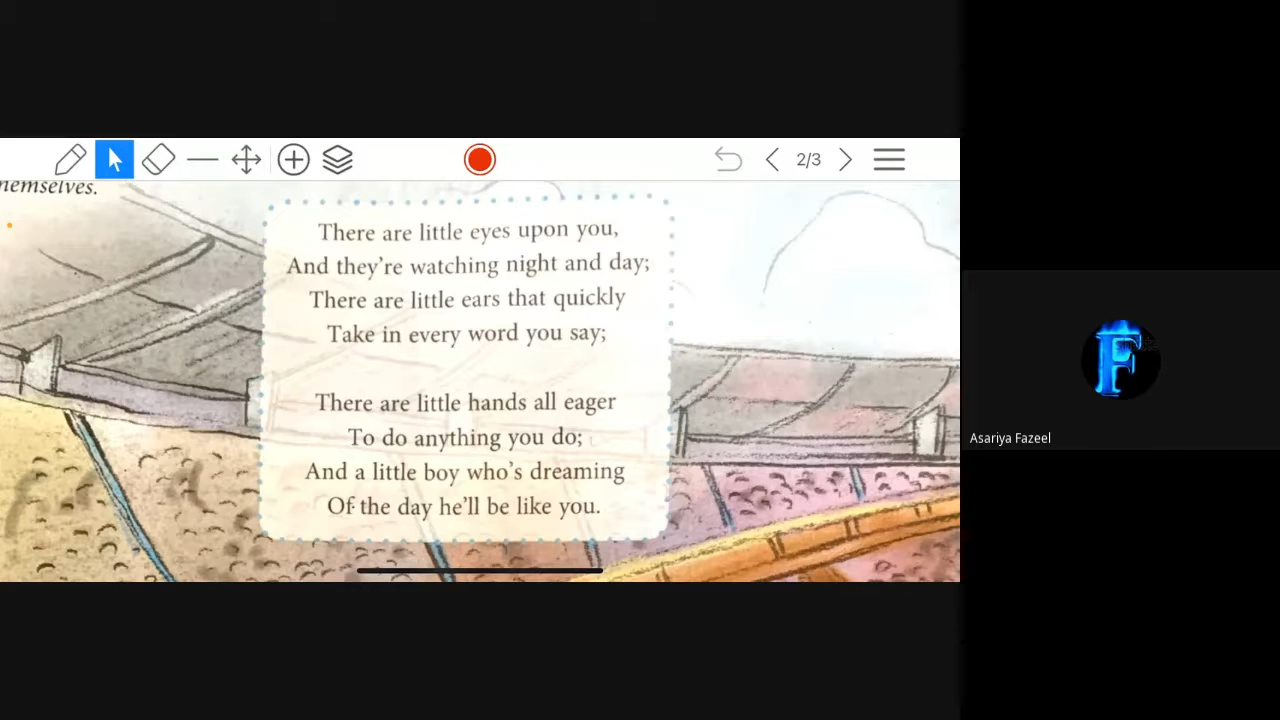 2/3
hemselves.
There are little eyes upon you,
And they're watching night and day;
There are little ears that quickly
Take in every word you say;
There are little hands all eager
To do anything you do;
And a little boy who's dreaming
Of the day he'll be like you.
F
Asariya Fazeel